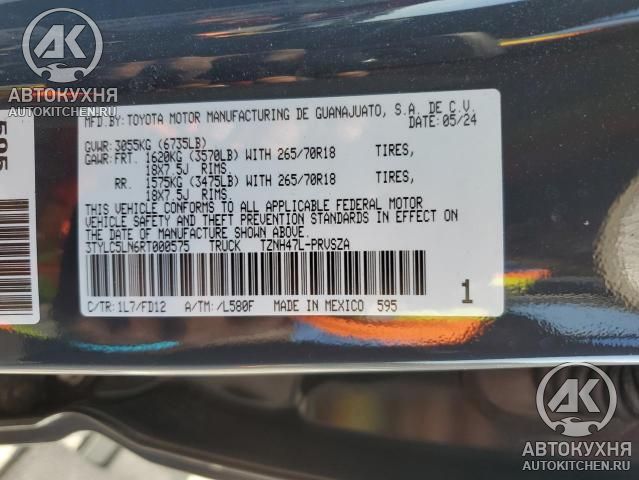 АК
АВТОКУХНЯ
AUTOKITCHEN.RU
595
MFD.BY: TOYOTA MOTOR MANUFACTURING DE GUANAJUATO, S.A. DE C.V.
05/24
GVWR: 3055KG (6735LB)
GAWR: FRT. 1620KG (3570LB) WITH 265/70R18 TIRES,
18X7.5J RIMS.
RR. 1575KG (3475LB) WITH 265/70R18 TIRES,
18X7.5J RIMS.
THIS VEHICLE CONFORMS TO ALL APPLICABLE FEDERAL MOTOR
VEHICLE SAFETY AND THEFT PREVENTION STANDARDS IN EFFECT ON
THE DATE OF MANUFACTURE SHOWN ABOVE.
3TYLC5LN6RT000575 TRUCK TZNH47L-PRVSZA
C/TR: 1L7/FD12 A/TM: /L580F MADE IN MEXICO 595
1
АК
АВТОКУХНЯ
AUTOKITCHEN.RU